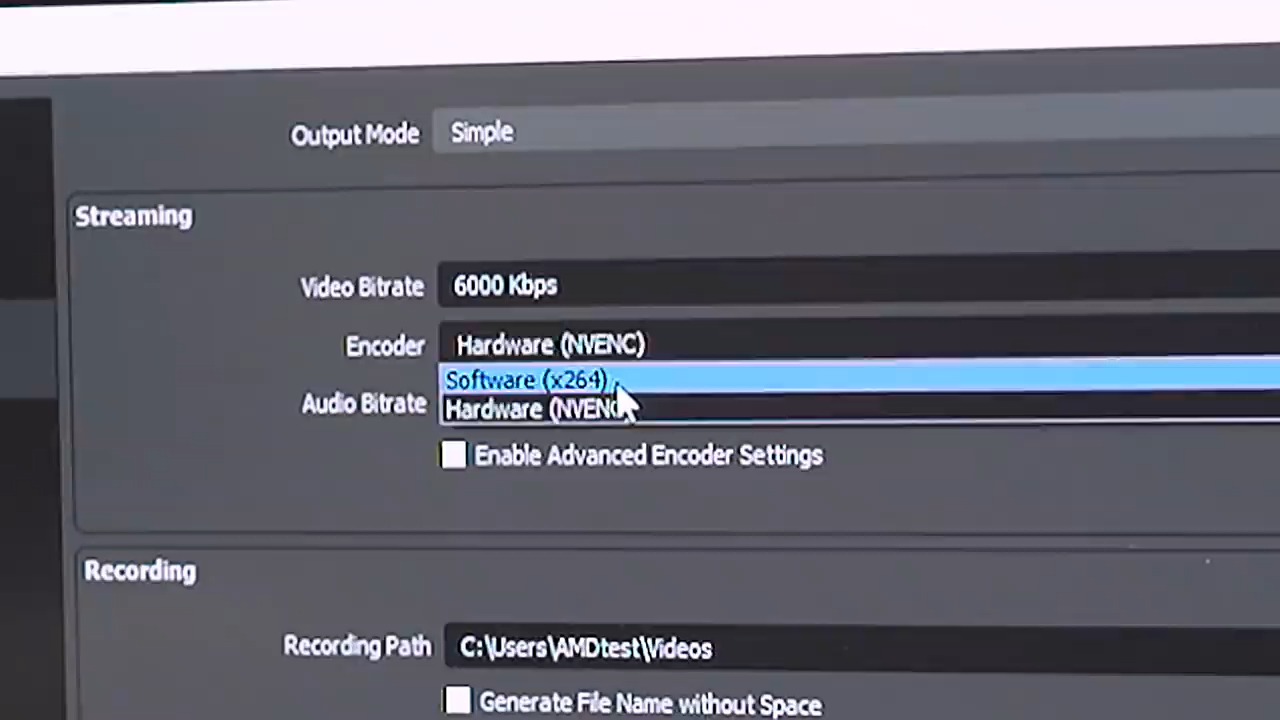 Output Mode Simple
Streaming
Video Bitrate 6000 Kbps
Encoder Hardware (NVENC)
Software (x264)
Audio Bitrate Hardware (NVENC
Enable Advanced Encoder Settings
Recording
Recording Path C:\Users\AMDtest\Videos
Generate File Name without Space